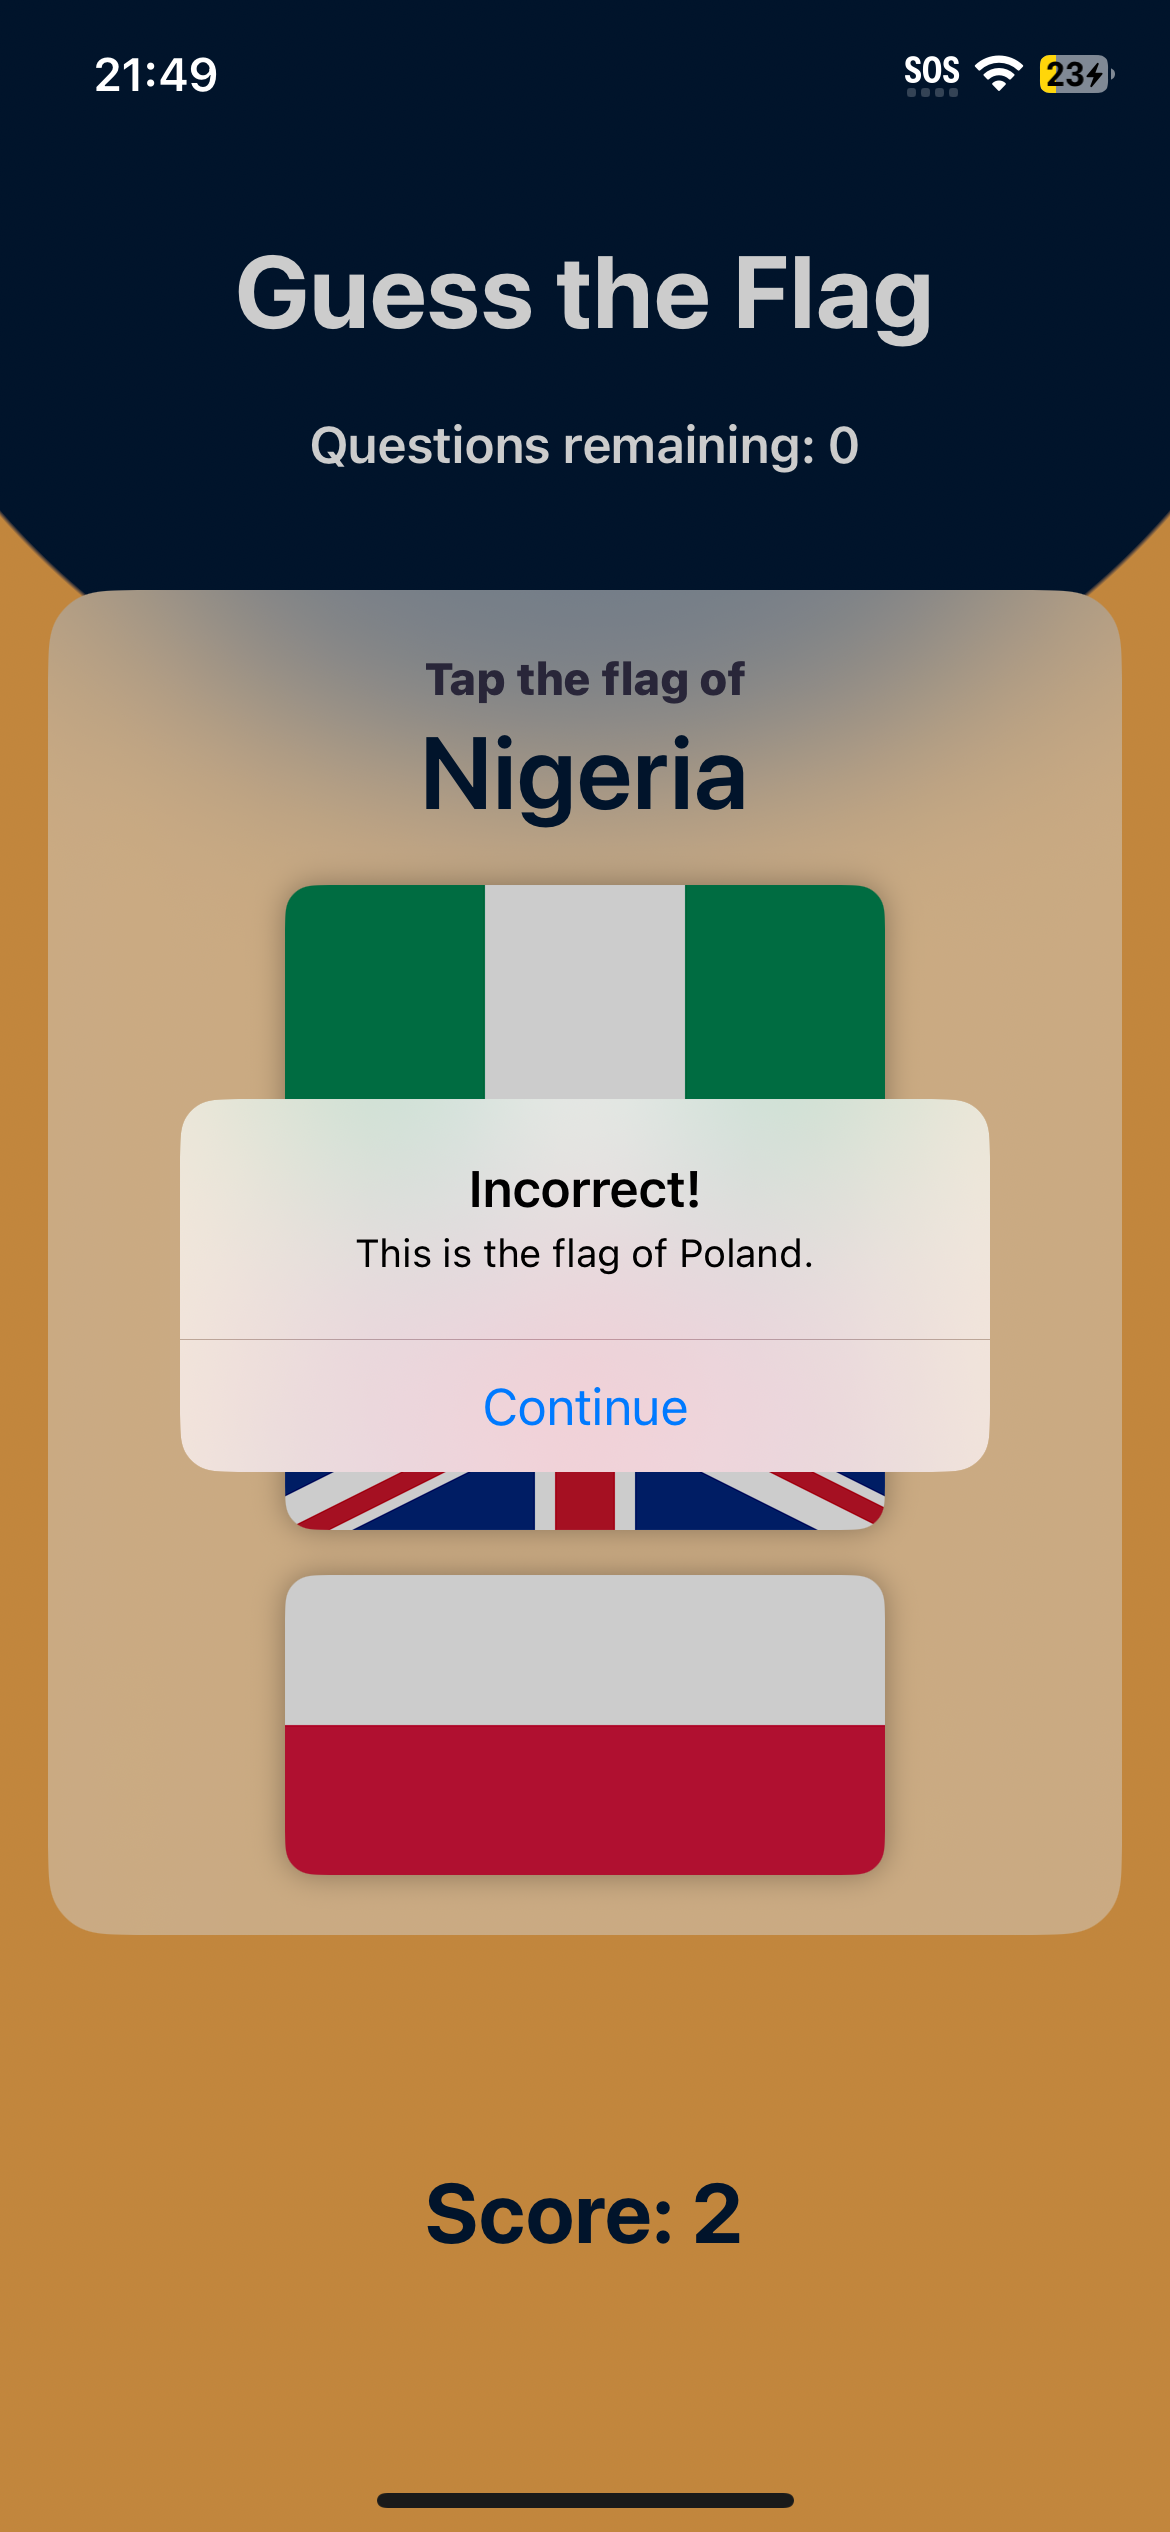 21:49
SOS
23
Guess the Flag
Questions remaining: 0
Tap the flag of
Nigeria
Incorrect!
This is the flag of Poland.
Continue
Score: 2